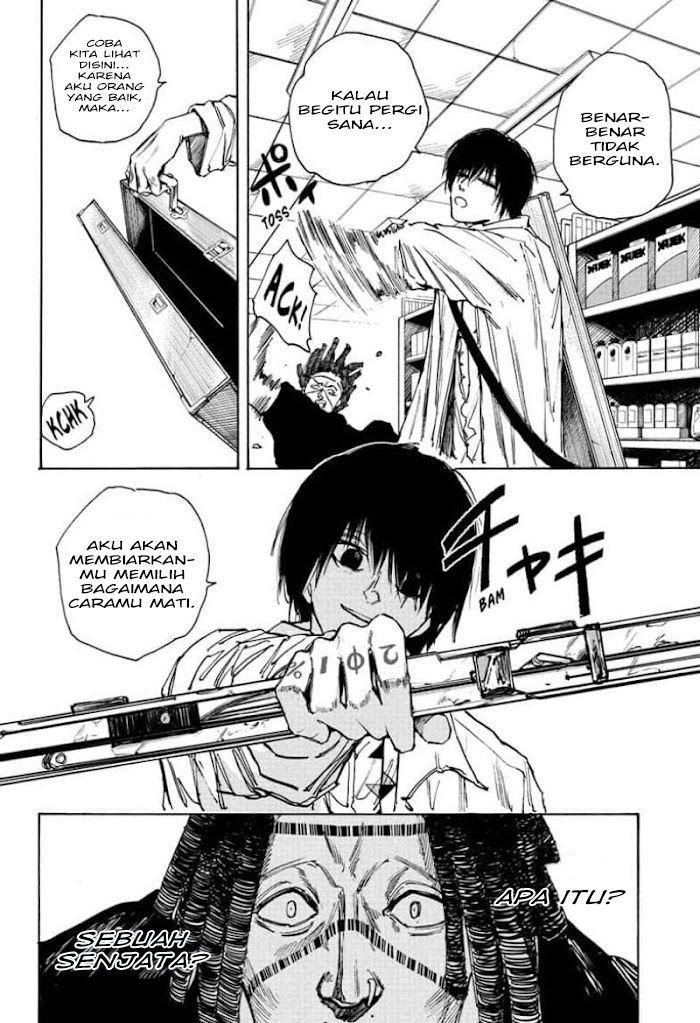 BENAR-
BENAR
TIDAK
BERGUNA.
KALAU
BEGITU PERGI
SANA...
ポイ
TOSS
ACK!
COBA
KITA LIHAT
DISINI...
KARENA
AKU ORANG
YANG BAIK,
MAKA...
KCHK
AKU AKAN
MEMBIARKAN-
MU MEMILIH
BAGAIMANA
CARAMU MATI.
チャキ
BAM
APA ITU?
SEBUAH
SENJATA?